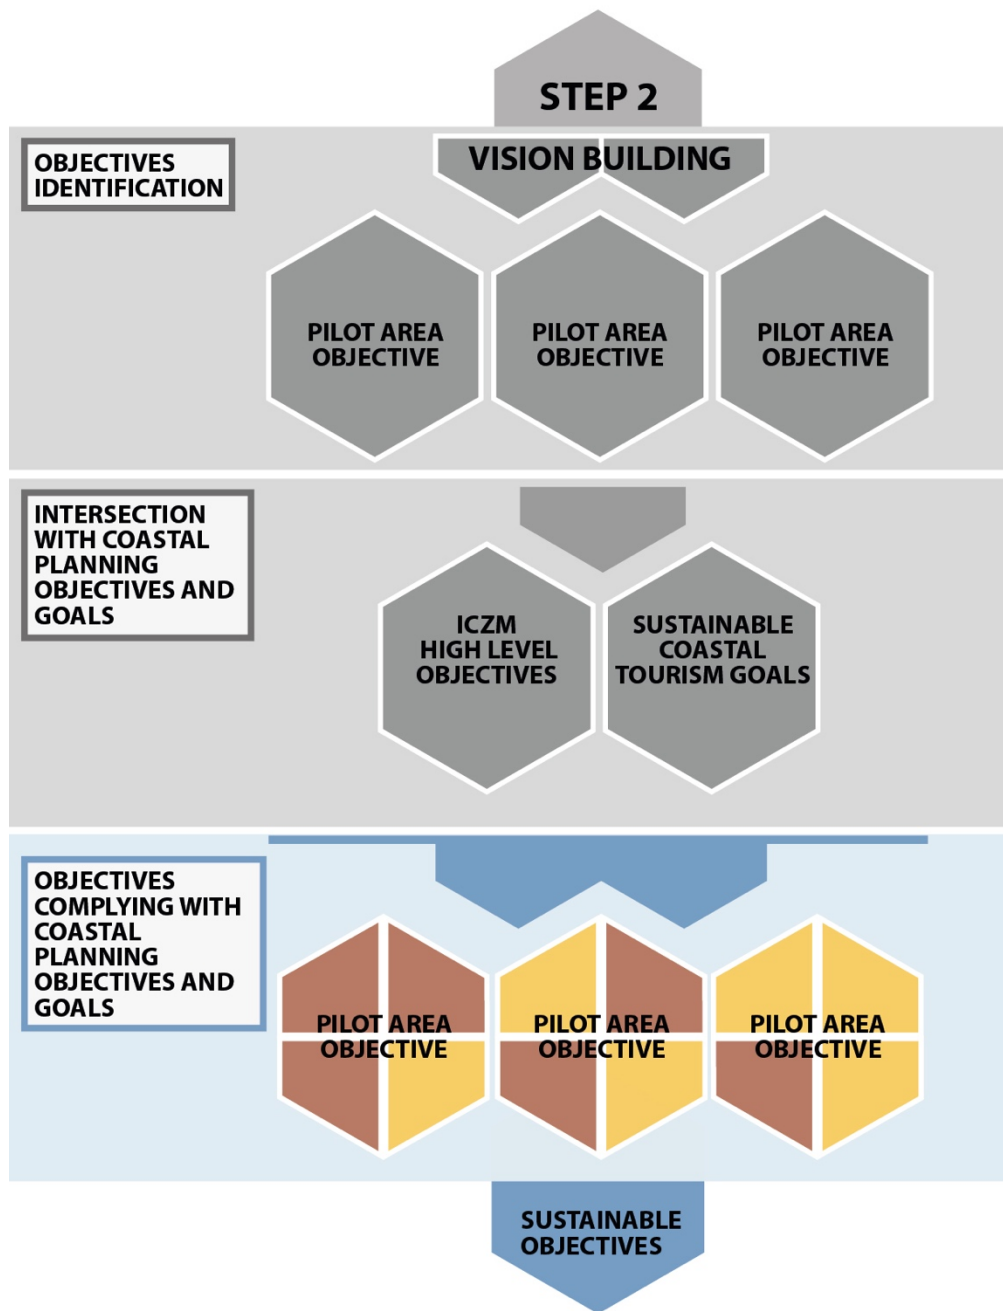 STEP 2
OBJECTIVES
IDENTIFICATION
VISION BUILDING
PILOT AREA
OBJECTIVE
PILOT AREA
OBJECTIVE
PILOT AREA
OBJECTIVE
INTERSECTION
WITH COASTAL
PLANNING
OBJECTIVES AND
GOALS
ICZM
HIGH LEVEL
OBJECTIVES
SUSTAINABLE
COASTAL
TOURISM GOALS
OBJECTIVES
COMPLYING WITH
COASTAL
PLANNING
OBJECTIVES AND
GOALS
PILOT AREA
OBJECTIVE
PILOT AREA
OBJECTIVE
PILOT AREA
OBJECTIVE
SUSTAINABLE
OBJECTIVES